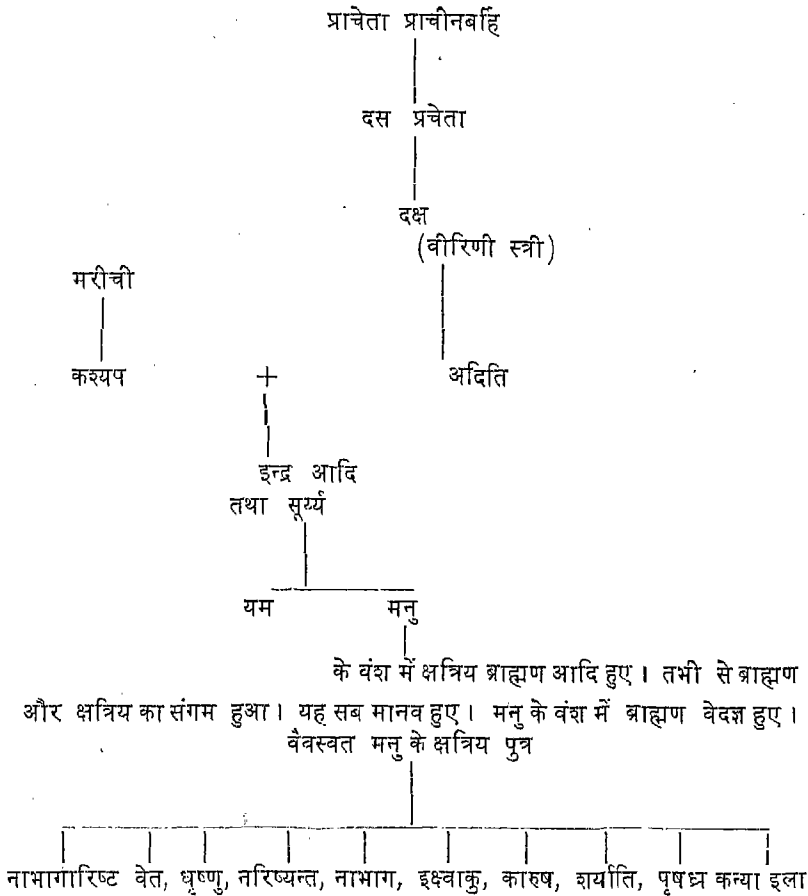 प्राचेता प्राचीनबर्हि
दस प्रचेता
दक्ष
(वीरिणी स्त्री)
मरीची
कश्यप + अदिति
इन्द्र आदि
तथा सूर्य्य
यम मनु
के वंश में क्षत्रिय ब्राह्मण आदि हुए। तभी से ब्राह्मण
और क्षत्रिय का संगम हुआ। यह सब मानव हुए। मनु के वंश में ब्राह्मण वेदज्ञ हुए।
वैवस्वत मनु के क्षत्रिय पुत्र
नाभागारिष्ट वेत, धृष्णु, नरिष्यन्त, नाभाग, इक्ष्वाकु, कारुष, शर्याति, पृषध्र कन्या इला